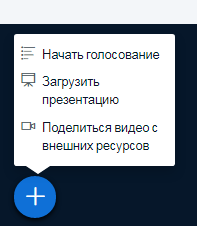 Начать голосование
Загрузить
презентацию
Поделиться видео с
внешних ресурсов